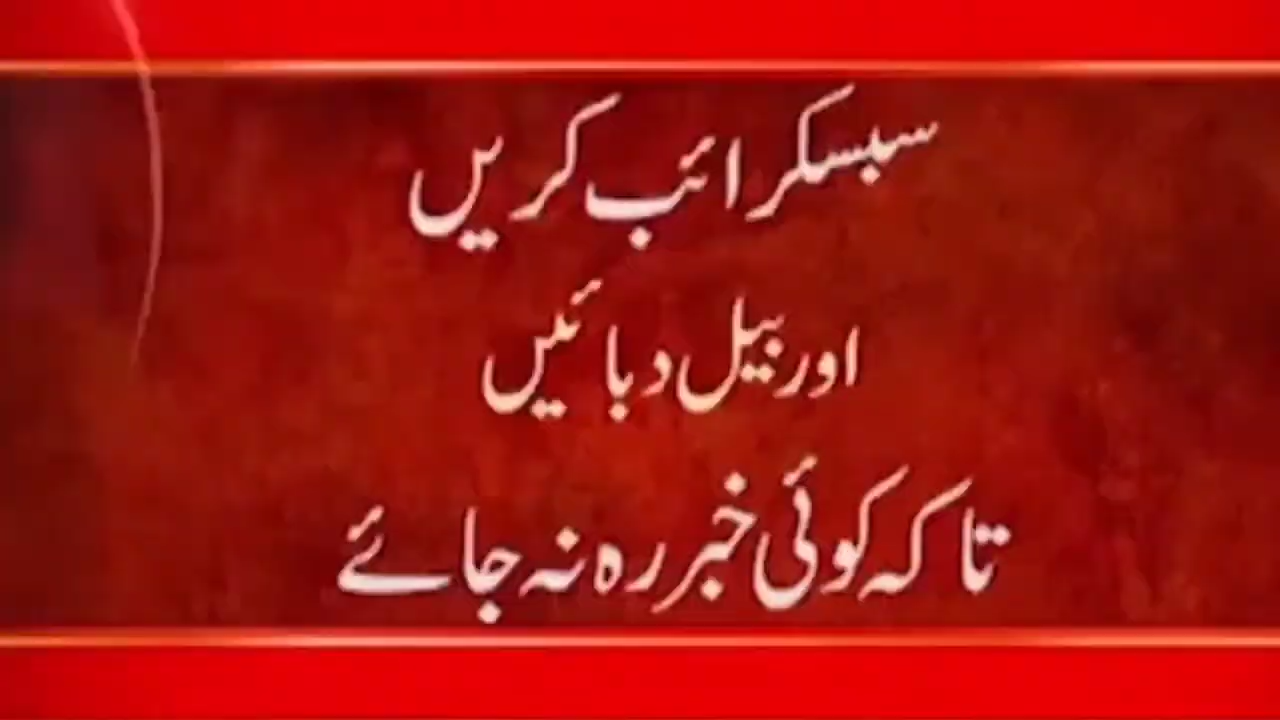 سبسکرائب کریں
اور بیل دبائیں
تاکہ کوئی خبر رہ نہ جائے